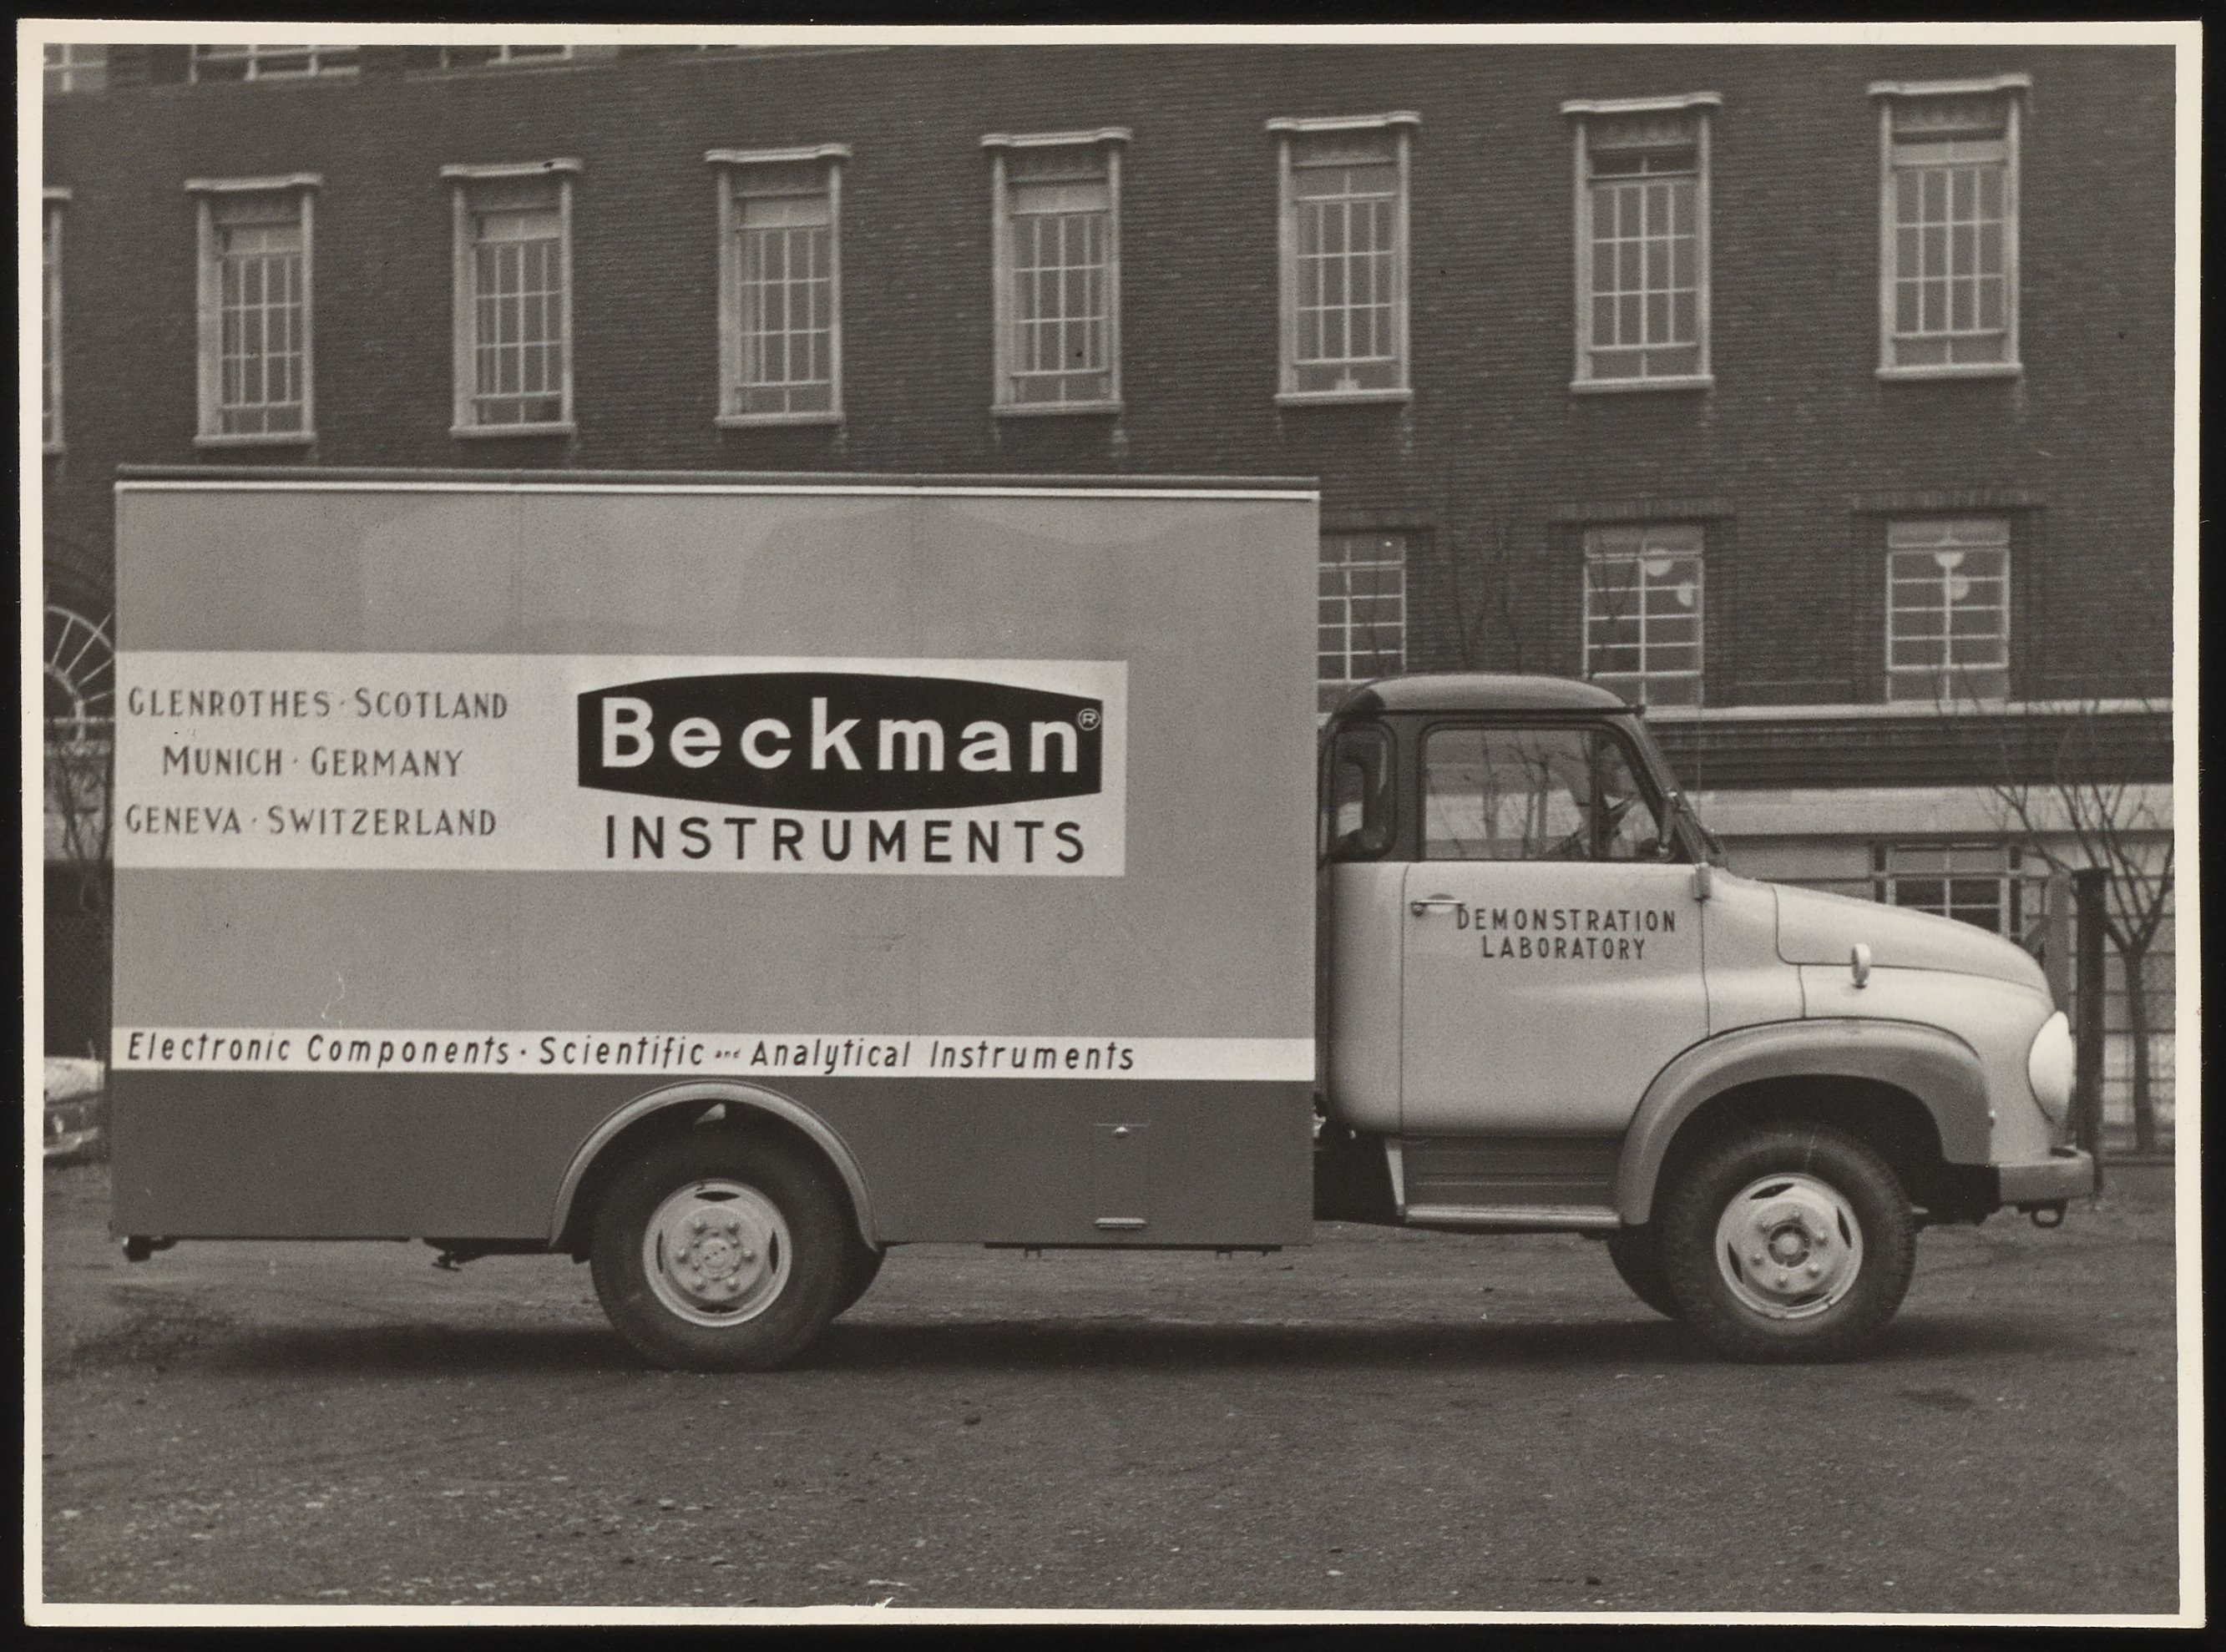 GLENROTHES · SCOTLAND
MUNICH · GERMANY
GENEVA · SWITZERLAND
Beckman®
INSTRUMENTS
DEMONSTRATION
LABORATORY
Electronic Components · Scientific and Analytical Instruments